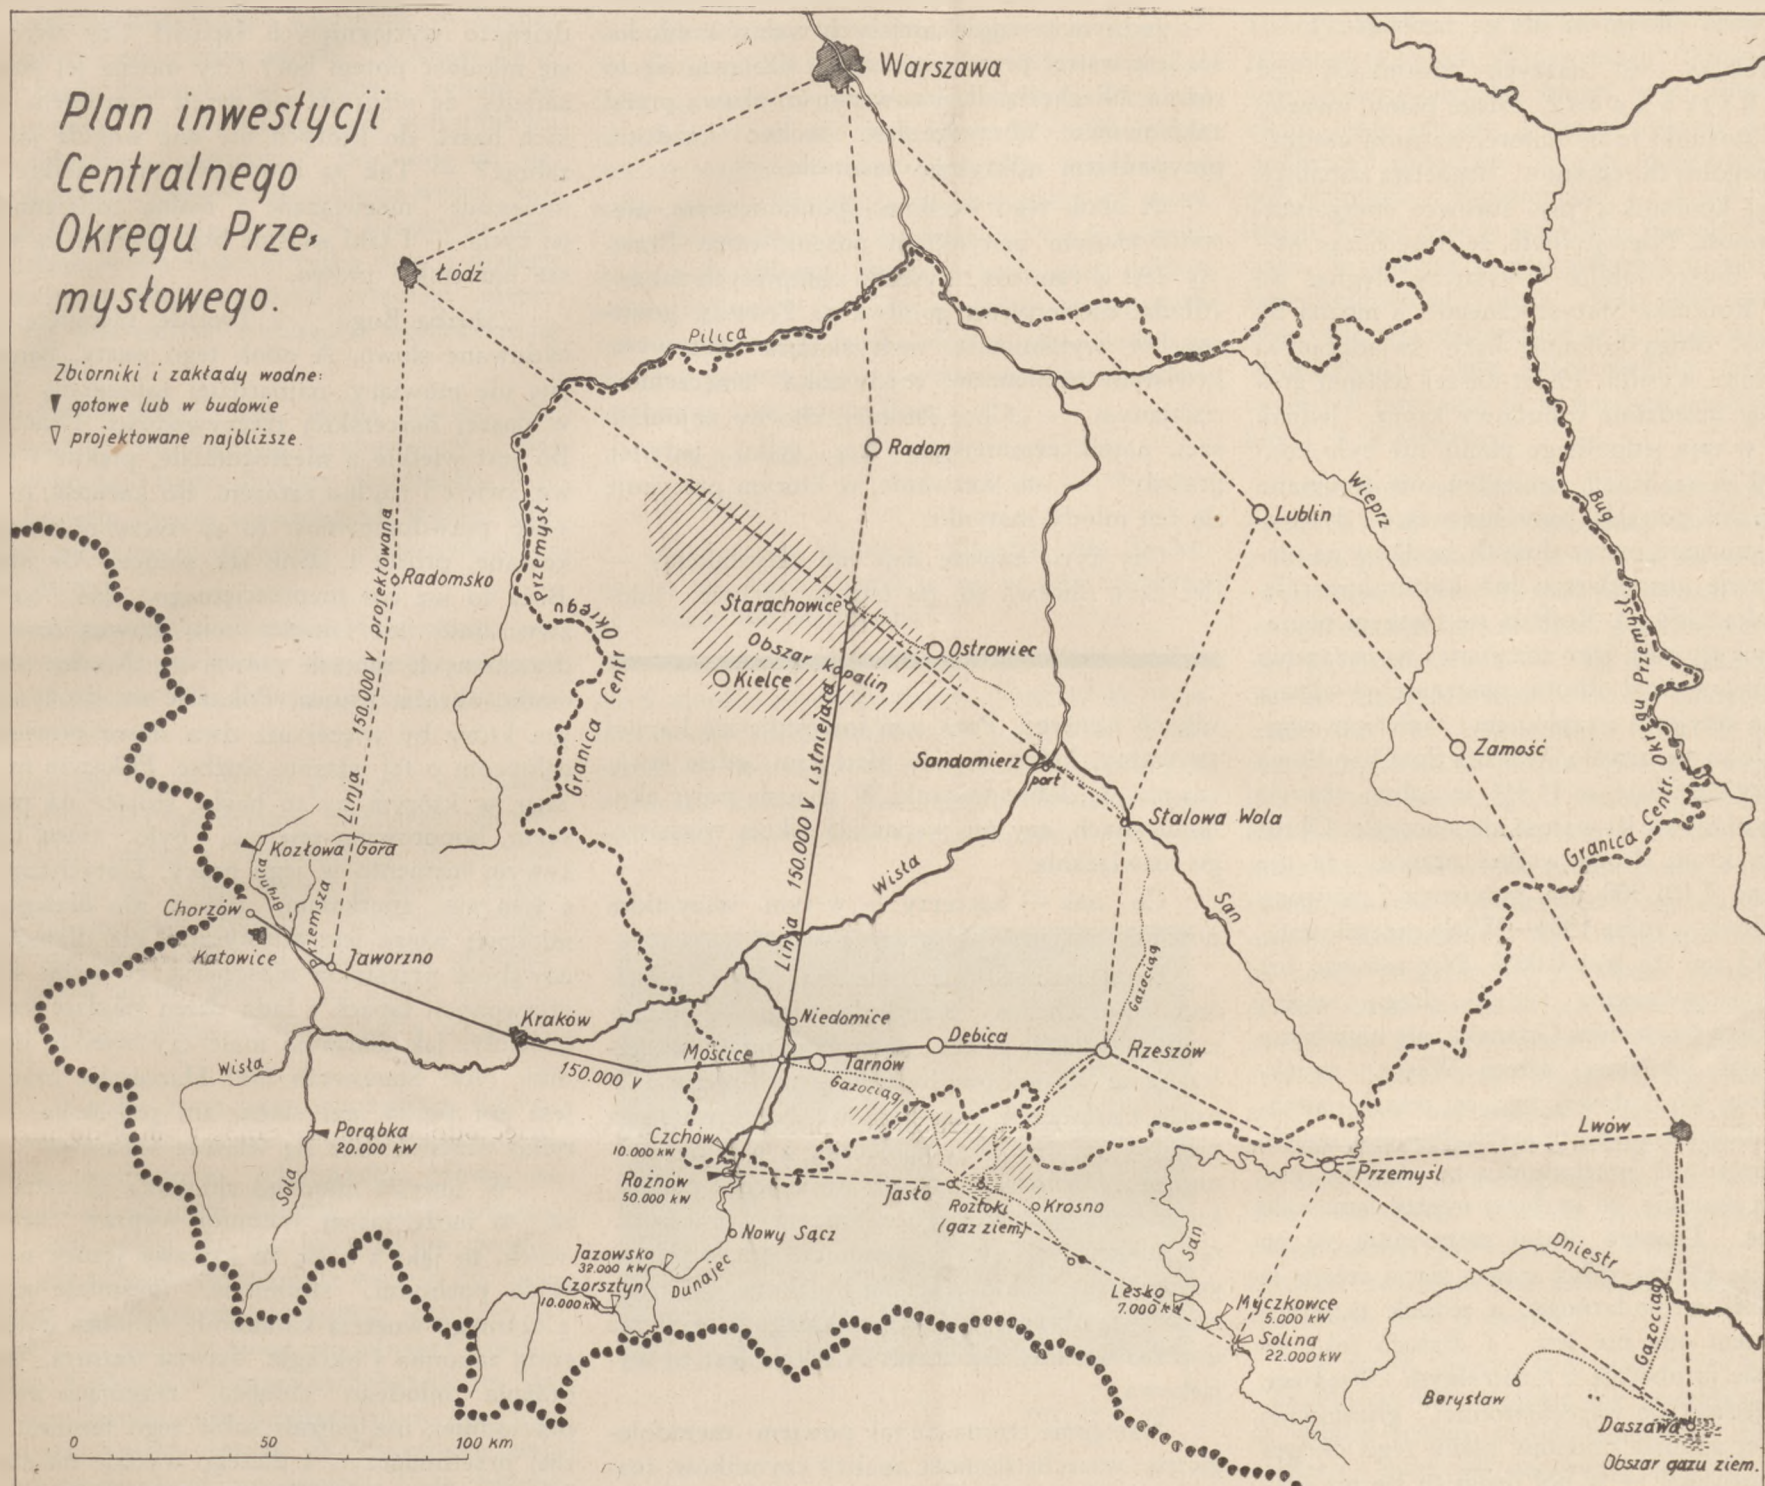 Plan inwestycji
Centralnego
Okręgu Prze-
mysłowego.
Zbiorniki i zakłady wodne:
gotowe lub w budowie
projektowane najbliższe.
Warszawa
Łódź
Pilica
Radom
Lublin
Wieprz
Bug
Radomsko
Linja 150.000 V projektowana
Granica Centr Okręgu Przemysł.
Starachowice
Ostrowiec
Obszar kopalin
Kielce
Linja 150.000 V istniejąca
Sandomierz
port
Zamość
Stalowa Wola
Granica Centr. Okręgu Przemysł.
Kozłowa Góra
Brynica
Chorzów
Przemsza
Katowice
Jaworzno
Wisła
San
Gazociąg
Kraków
Niedomice
Mościce
Tarnów
Dębica
Rzeszów
150.000 V
Gazociąg
Wisła
Porąbka
20.000 kW
Soła
Czchów
10.000 kW
Rożnów
50.000 kW
Jasło
Roztoki
(gaz ziem)
Krosno
Przemyśl
Lwów
Nowy Sącz
Jazowsko
32.000 kW
Czorsztyn
10.000 kW
Dunajec
San
Dniestr
Lesko
7.000 kW
Myczkowce
5.000 kW
Solina
22.000 kW
Gazociąg
Borysław
Daszawa
Obszar gazu ziem.
0 50 100 km